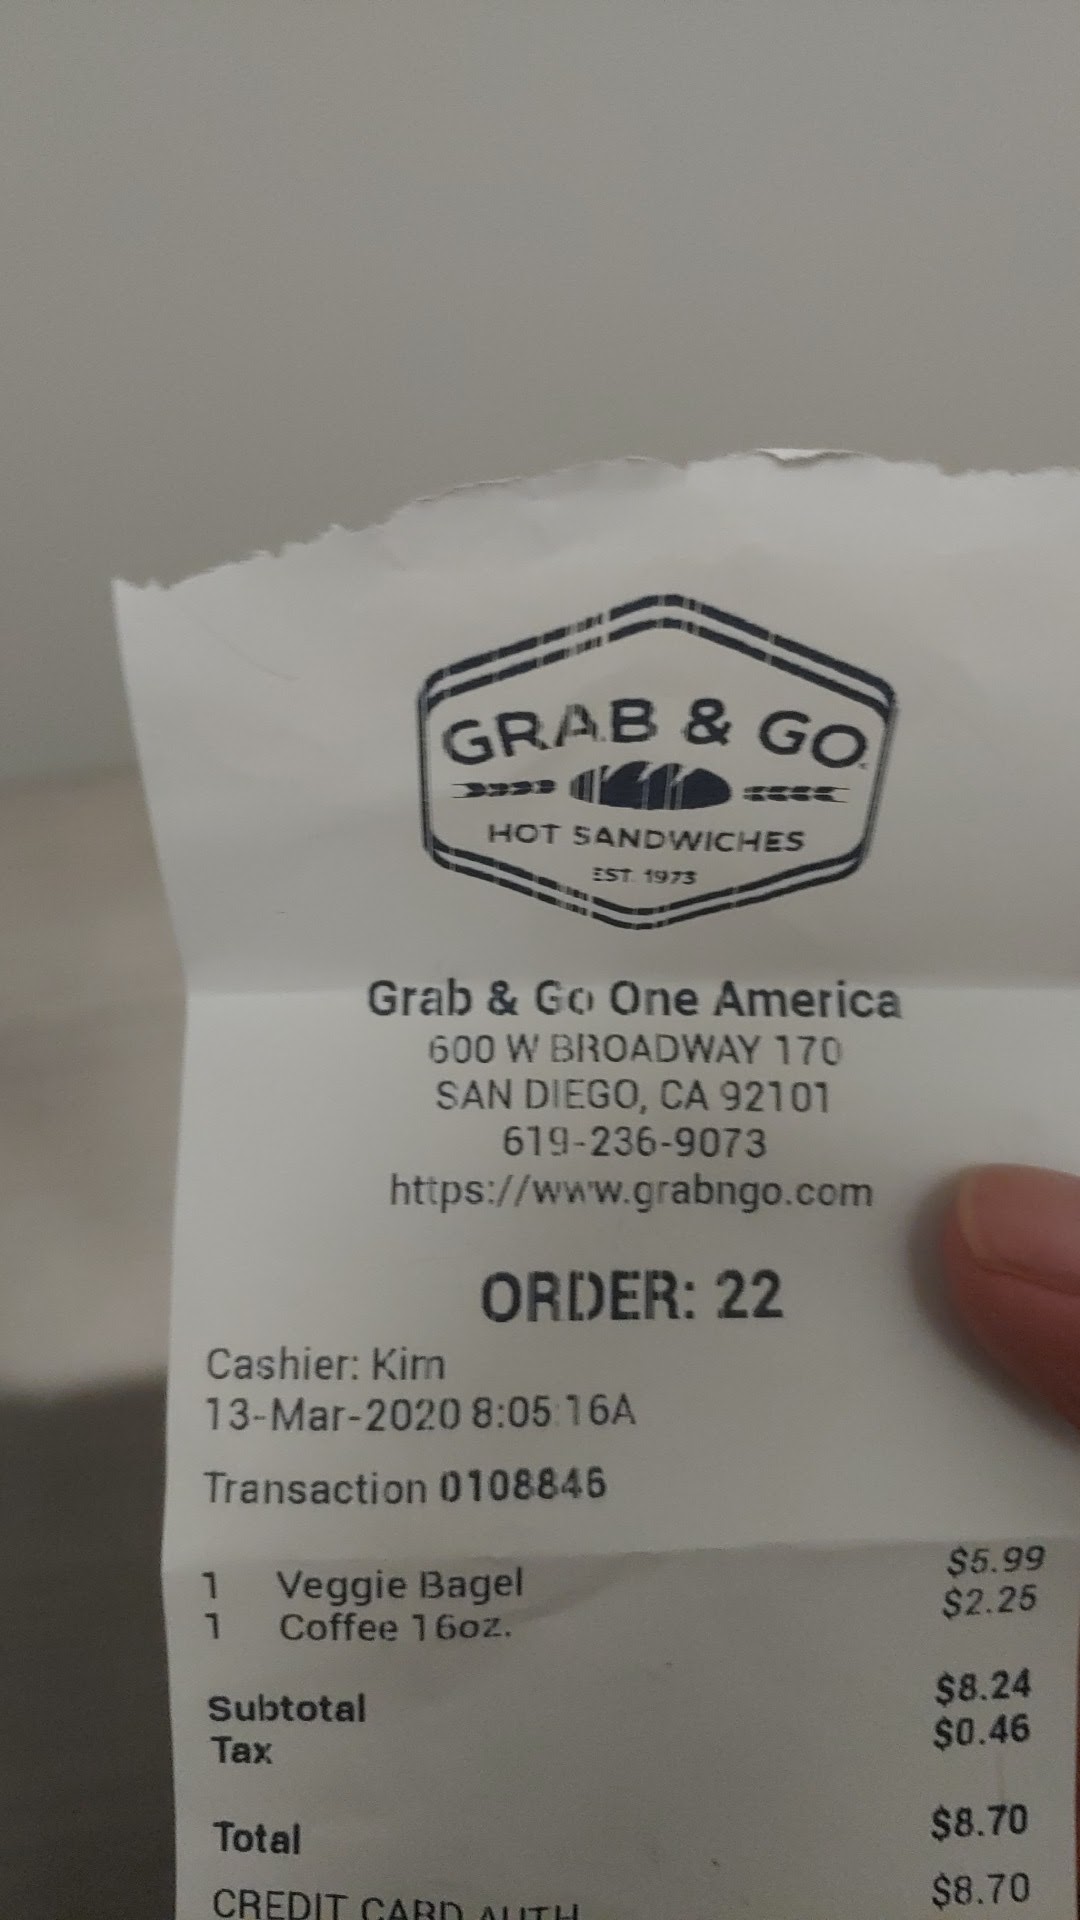 GRAB & GO
HOT SANDWICHES
EST. 1973
Grab & Go One America
600 W BROADWAY 170
SAN DIEGO, CA 92101
619-236-9073
https://www.grabngo.com
ORDER: 22
Cashier: Kim
13-Mar-2020 8:05:16A
Transaction 0108846
1 Veggie Bagel $5.99
1 Coffee 16oz. $2.25
Subtotal $8.24
Tax $0.46
Total $8.70
CREDIT CARD AUTH $8.70